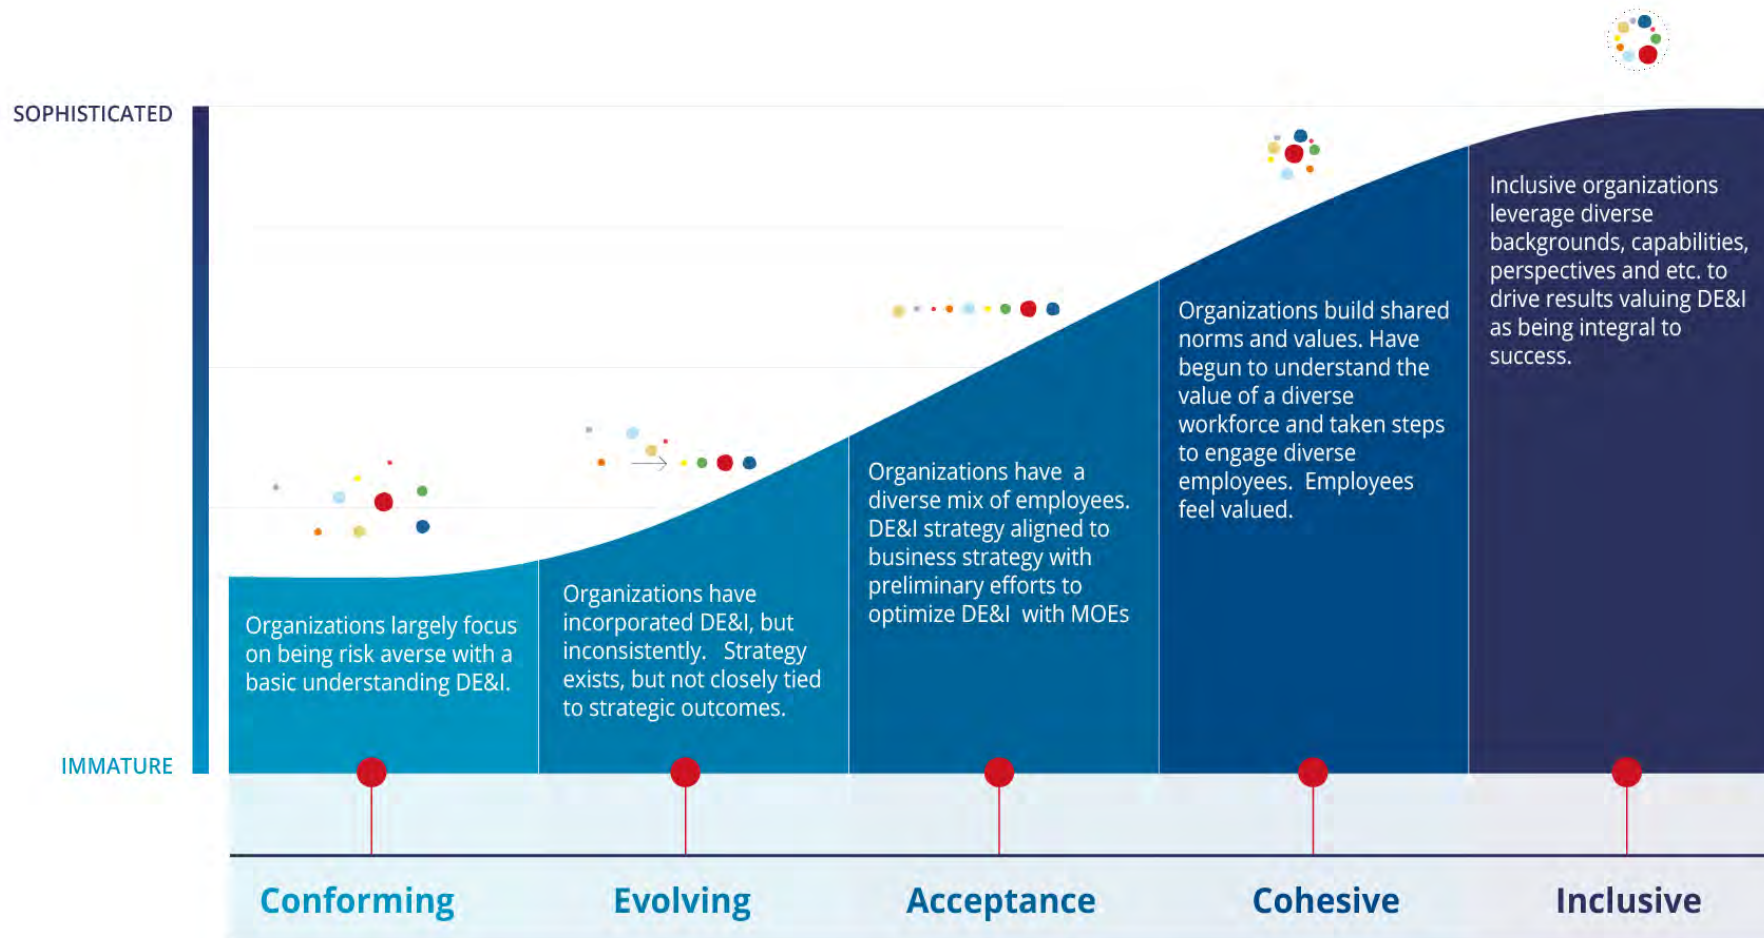 SOPHISTICATED
IMMATURE
Organizations largely focus
on being risk averse with a
basic understanding DE&I.
Organizations have
incorporated DE&I, but
inconsistently. Strategy
exists, but not closely tied
to strategic outcomes.
Organizations have a
diverse mix of employees.
DE&I strategy aligned to
business strategy with
preliminary efforts to
optimize DE&I with MOEs
Organizations build shared
norms and values. Have
begun to understand the
value of a diverse
workforce and taken steps
to engage diverse
employees. Employees
feel valued.
Inclusive organizations
leverage diverse
backgrounds, capabilities,
perspectives and etc. to
drive results valuing DE&I
as being integral to
success.
Conforming
Evolving
Acceptance
Cohesive
Inclusive